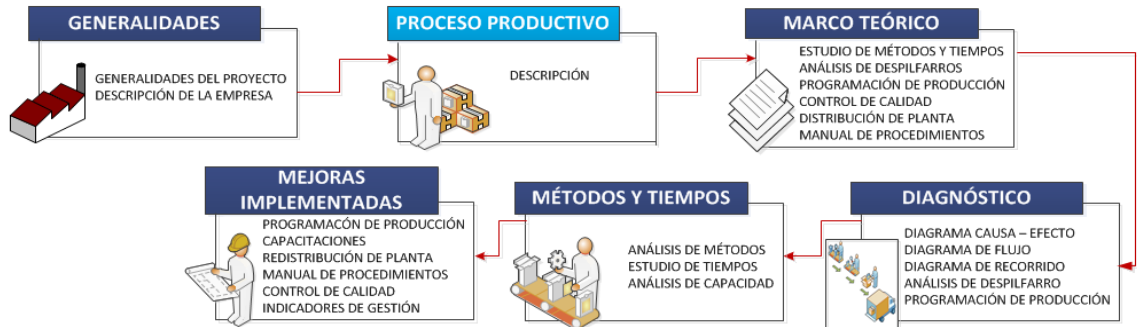 GENERALIDADES
GENERALIDADES DEL PROYECTO
DESCRIPCIÓN DE LA EMPRESA
PROCESO PRODUCTIVO
DESCRIPCIÓN
MARCO TEÓRICO
ESTUDIO DE MÉTODOS Y TIEMPOS
ANÁLISIS DE DESPILFARROS
PROGRAMACIÓN DE PRODUCCIÓN
CONTROL DE CALIDAD
DISTRIBUCIÓN DE PLANTA
MANUAL DE PROCEDIMIENTOS
DIAGNÓSTICO
DIAGRAMA CAUSA – EFECTO
DIAGRAMA DE FLUJO
DIAGRAMA DE RECORRIDO
ANÁLISIS DE DESPILFARRO
PROGRAMACIÓN DE PRODUCCIÓN
MÉTODOS Y TIEMPOS
ANÁLISIS DE MÉTODOS
ESTUDIO DE TIEMPOS
ANÁLISIS DE CAPACIDAD
MEJORAS
IMPLEMENTADAS
PROGRAMACÓN DE PRODUCCIÓN
CAPACITACIONES
REDISTRIBUCIÓN DE PLANTA
MANUAL DE PROCEDIMIENTOS
CONTROL DE CALIDAD
INDICADORES DE GESTIÓN